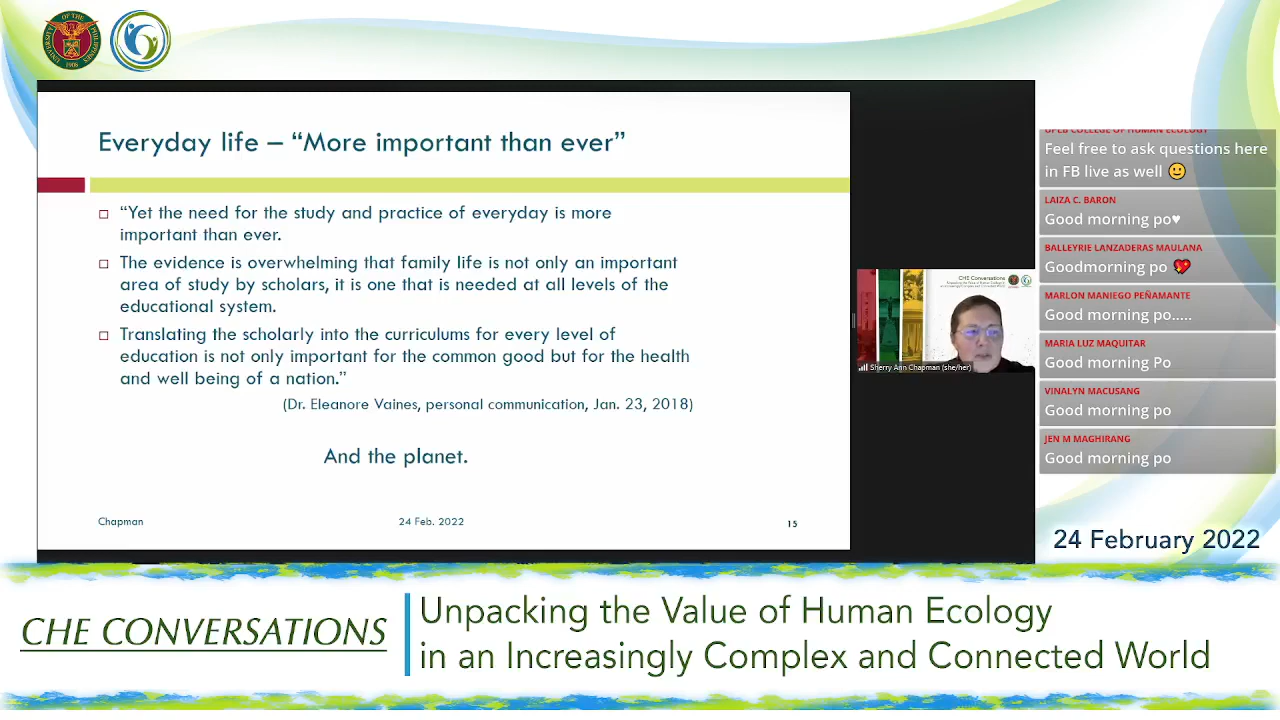 UNIVERSITY OF THE PHILIPPINES
1908
Everyday life – “More important than ever”
“Yet the need for the study and practice of everyday is more
important than ever.
The evidence is overwhelming that family life is not only an important
area of study by scholars, it is one that is needed at all levels of the
educational system.
Translating the scholarly into the curriculums for every level of
education is not only important for the common good but for the health
and well being of a nation.”
(Dr. Eleanore Vaines, personal communication, Jan. 23, 2018)
And the planet.
Chapman
24 Feb. 2022
15
CHE Conversations
Sherry Ann Chapman (she/her)
UPLB COLLEGE OF HUMAN ECOLOGY
Feel free to ask questions here
in FB live as well 🙂
LAIZA C. BARON
Good morning po♥
BALLEYRIE LANZADERAS MAULANA
Goodmorning po 💖
MARLON MANIEGO PEÑAMANTE
Good morning po.....
MARIA LUZ MAQUITAR
Good morning Po
VINALYN MACUSANG
Good morning po
JEN M MAGHIRANG
Good morning po
24 February 2022
CHE CONVERSATIONS
Unpacking the Value of Human Ecology
in an Increasingly Complex and Connected World